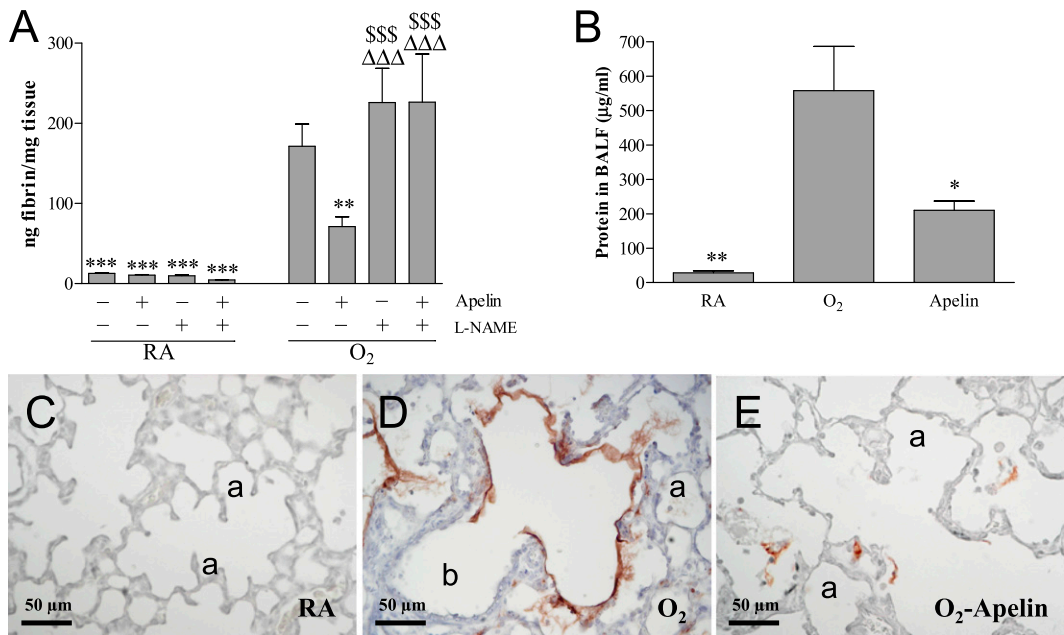 A
ng fibrin/mg tissue
300
200
100
0
*** *** *** ***
**
$$$ $$$
ΔΔΔ ΔΔΔ
− + − + − + − + Apelin
− − + + − − + + L-NAME
RA O2
B
Protein in BALF (µg/ml)
700
600
500
400
300
200
100
0
**
*
RA O2 Apelin
C
a
a
50 µm
RA
D
a
b
50 µm
O2
E
a
a
50 µm
O2-Apelin